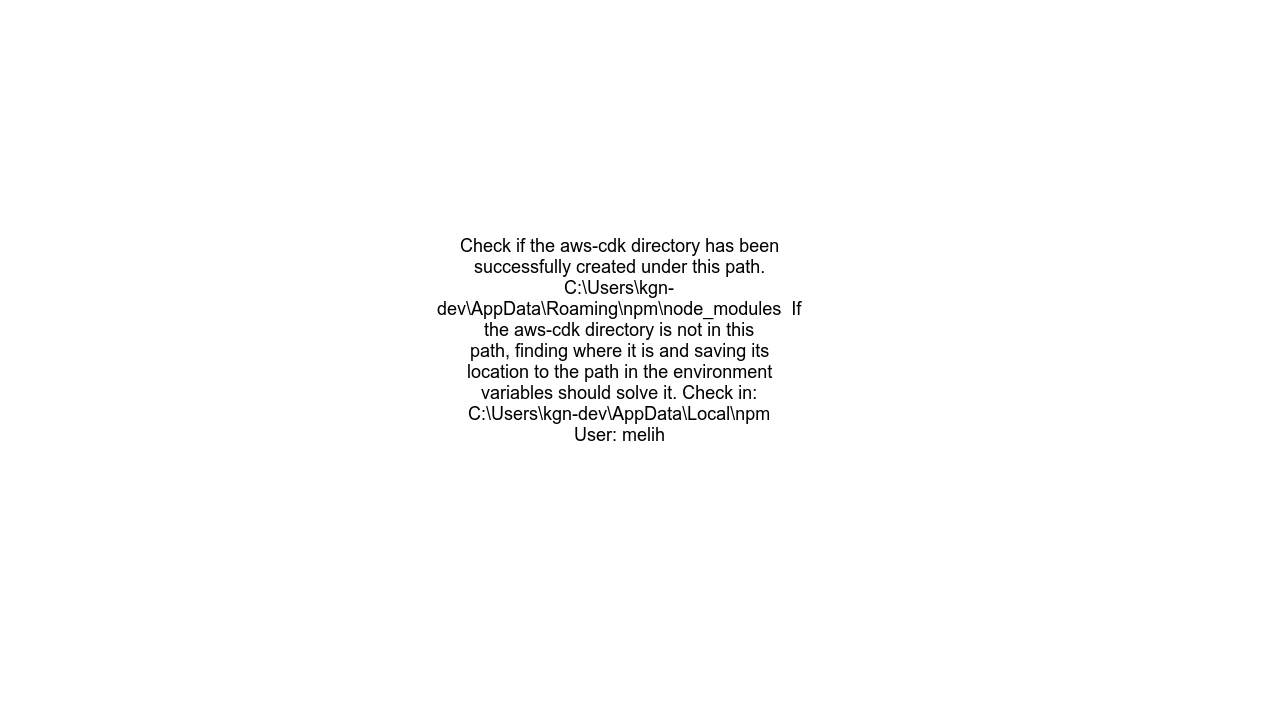 Check if the aws-cdk directory has been
successfully created under this path.
C:\Users\kgn-
dev\AppData\Roaming\npm\node_modules  If
the aws-cdk directory is not in this
path, finding where it is and saving its
location to the path in the environment
variables should solve it. Check in:
C:\Users\kgn-dev\AppData\Local\npm
User: melih